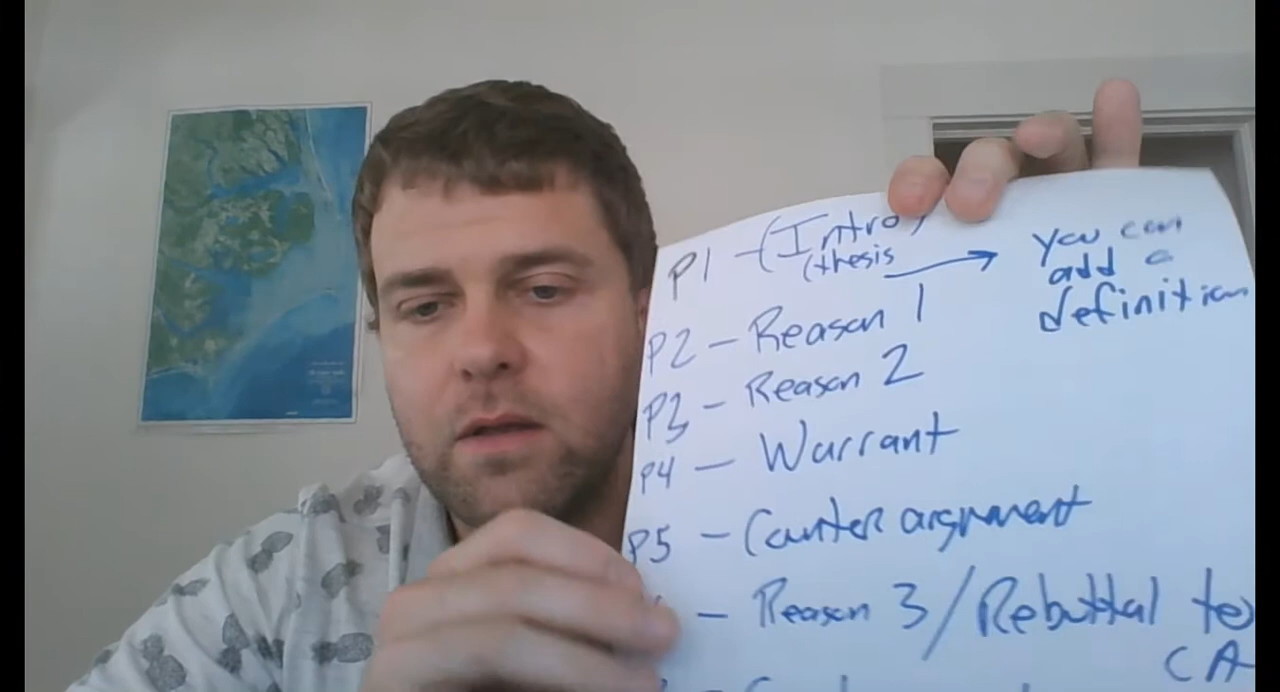 P1 - (Intro)
(thesis
you can
add a
definition
P2 - Reason 1
P3 - Reason 2
P4 - Warrant
P5 - Counter argument
- Reason 3/Rebuttal to
CA